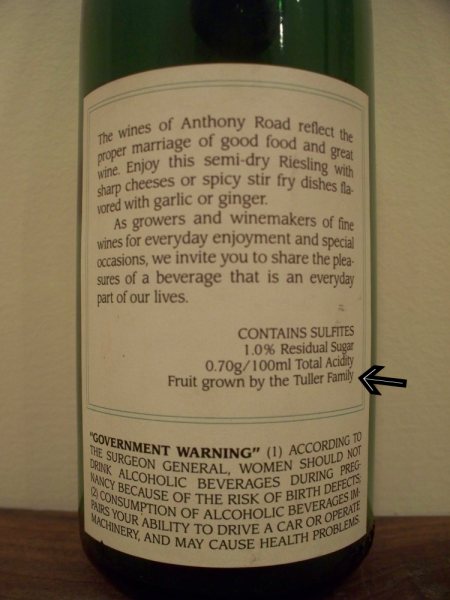 The wines of Anthony Road reflect the
proper marriage of good food and great
wine. Enjoy this semi-dry Riesling with
sharp cheeses or spicy stir fry dishes fla-
vored with garlic or ginger.
As growers and winemakers of fine
wines for everyday enjoyment and special
occasions, we invite you to share the plea-
sures of a beverage that is an everyday
part of our lives.
CONTAINS SULFITES
1.0% Residual Sugar
0.70g/100ml Total Acidity
Fruit grown by the Tuller Family
"GOVERNMENT WARNING" (1) ACCORDING TO
THE SURGEON GENERAL, WOMEN SHOULD NOT
DRINK ALCOHOLIC BEVERAGES DURING PREG-
NANCY BECAUSE OF THE RISK OF BIRTH DEFECTS;
(2) CONSUMPTION OF ALCOHOLIC BEVERAGES IM-
PAIRS YOUR ABILITY TO DRIVE A CAR OR OPERATE
MACHINERY, AND MAY CAUSE HEALTH PROBLEMS.